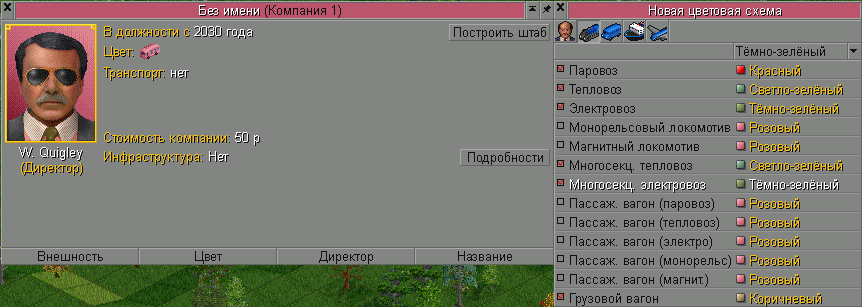 Без имени (Компания 1)
В должности с 2030 года
Построить штаб
Цвет:
Транспорт: нет
Стоимость компании: 50 р
W. Quigley
(Директор)
Инфраструктура: Нет
Подробности
Внешность
Цвет
Директор
Название
Новая цветовая схема
Тёмно-зелёный
Паровоз Красный
Тепловоз Светло-зелёный
Электровоз Тёмно-зелёный
Монорельсовый локомотив Розовый
Магнитный локомотив Розовый
Многосекц. тепловоз Светло-зелёный
Многосекц. электровоз Тёмно-зелёный
Пассаж. вагон (паровоз) Розовый
Пассаж. вагон (тепловоз) Розовый
Пассаж. вагон (электро) Розовый
Пассаж. вагон (монорельс) Розовый
Пассаж. вагон (магнит.) Розовый
Грузовой вагон Коричневый